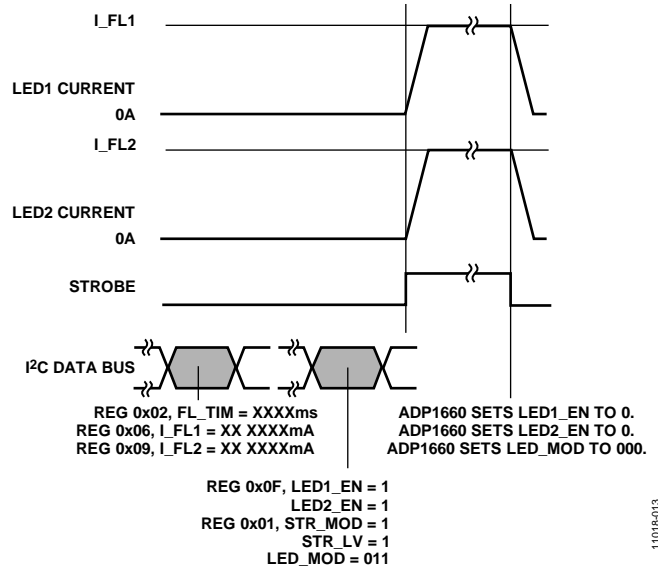 I_FL1
LED1 CURRENT
0A
I_FL2
LED2 CURRENT
0A
STROBE
I2C DATA BUS
REG 0x02, FL_TIM = XXXXms
REG 0x06, I_FL1 = XX XXXXmA
REG 0x09, I_FL2 = XX XXXXmA
ADP1660 SETS LED1_EN TO 0.
ADP1660 SETS LED2_EN TO 0.
ADP1660 SETS LED_MOD TO 000.
REG 0x0F, LED1_EN = 1
LED2_EN = 1
REG 0x01, STR_MOD = 1
STR_LV = 1
LED_MOD = 011
11018-013